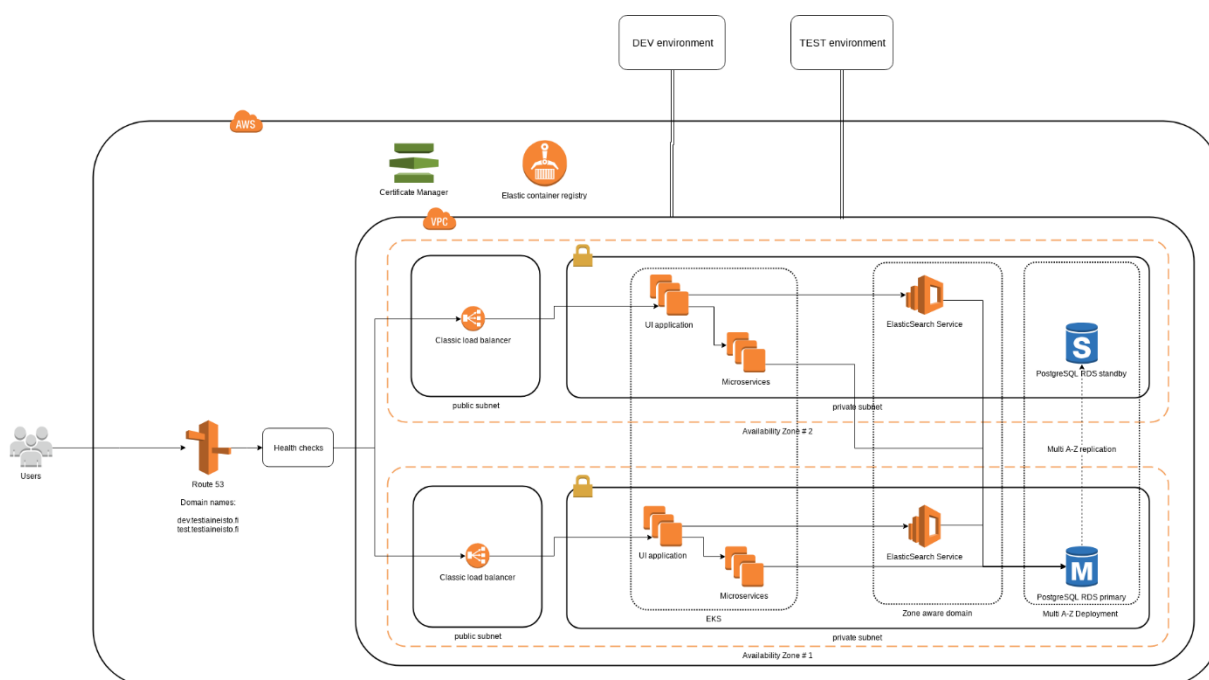 DEV environment
TEST environment
AWS
Certificate Manager
Elastic container registry
VPC
Classic load balancer
public subnet
UI application
Microservices
ElasticSearch Service
S
PostgreSQL RDS standby
private subnet
Availability Zone # 2
Users
Route 53
Domain names:
dev.testiaineisto.fi
test.testiaineisto.fi
Health checks
Multi A-Z replication
Classic load balancer
public subnet
UI application
Microservices
EKS
ElasticSearch Service
Zone aware domain
M
PostgreSQL RDS primary
Multi A-Z Deployment
private subnet
Availability Zone # 1